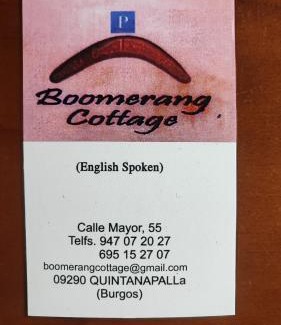 P
Boomerang
Cottage
(English Spoken)
Calle Mayor, 55
Telfs. 947 07 20 27
695 15 27 07
boomerangcottage@gmail.com
09290 QUINTANAPALLa
(Burgos)